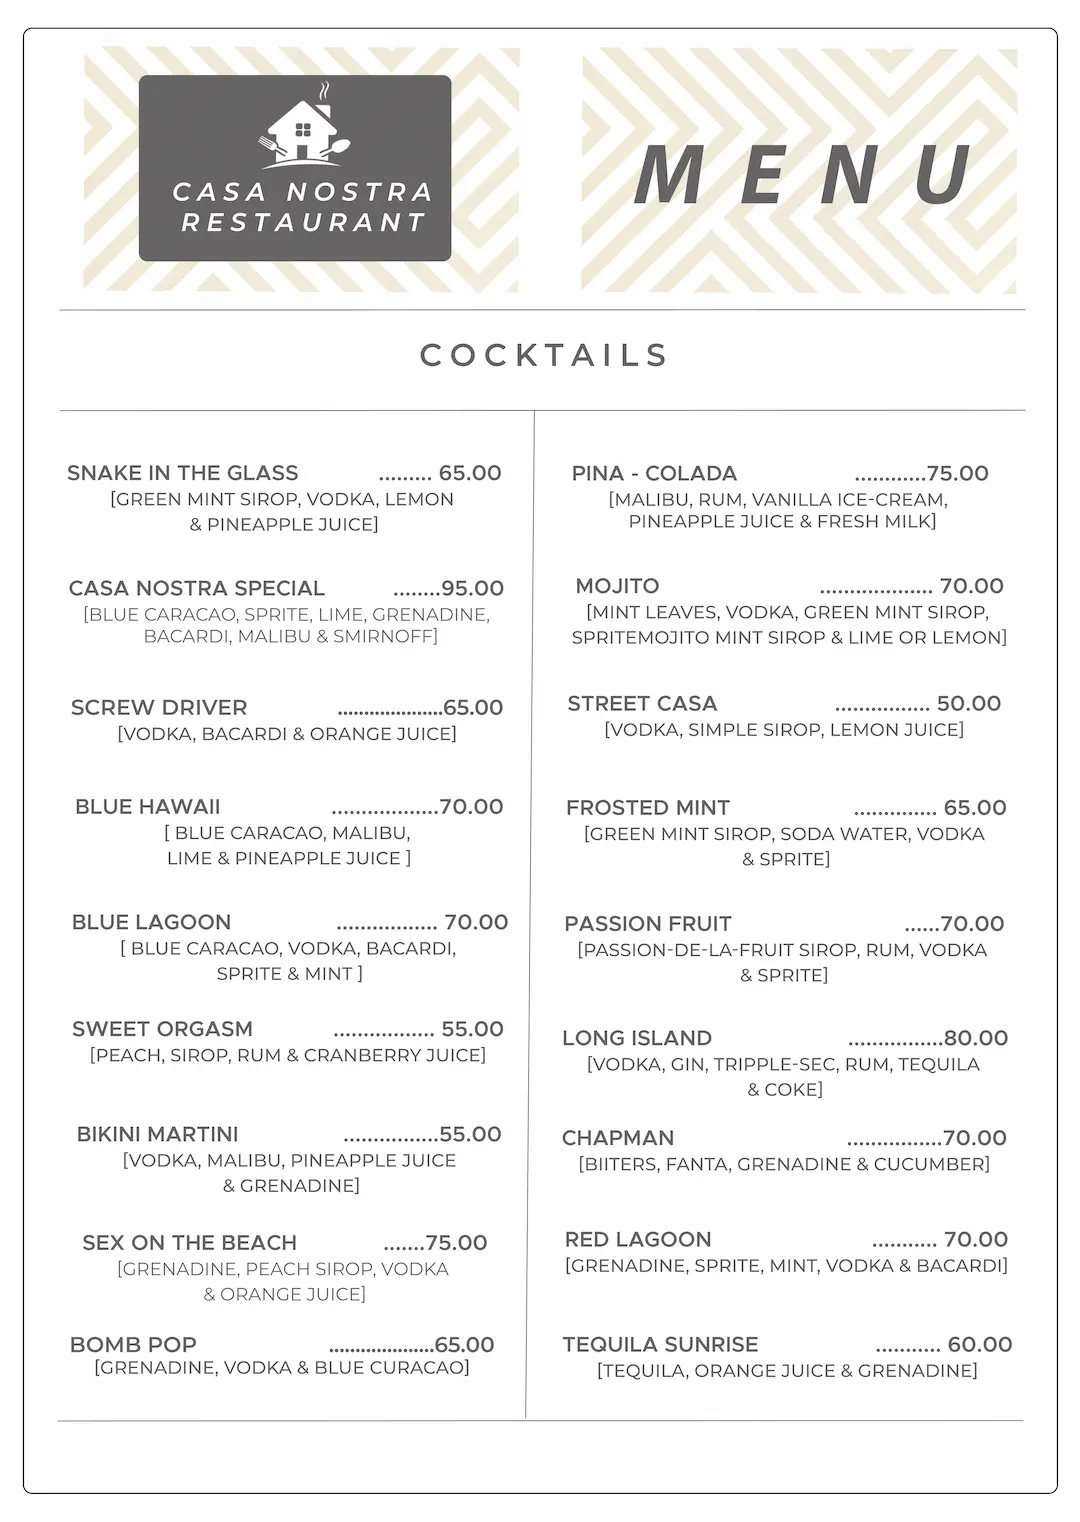 CASA NOSTRA
RESTAURANT
MENU
COCKTAILS
SNAKE IN THE GLASS ......... 65.00
[GREEN MINT SIROP, VODKA, LEMON
& PINEAPPLE JUICE]
CASA NOSTRA SPECIAL ........95.00
[BLUE CARACAO, SPRITE, LIME, GRENADINE,
BACARDI, MALIBU & SMIRNOFF]
SCREW DRIVER .....................65.00
[VODKA, BACARDI & ORANGE JUICE]
BLUE HAWAII ..................70.00
[ BLUE CARACAO, MALIBU,
LIME & PINEAPPLE JUICE ]
BLUE LAGOON ................. 70.00
[ BLUE CARACAO, VODKA, BACARDI,
SPRITE & MINT ]
SWEET ORGASM ................. 55.00
[PEACH, SIROP, RUM & CRANBERRY JUICE]
BIKINI MARTINI ................55.00
[VODKA, MALIBU, PINEAPPLE JUICE
& GRENADINE]
SEX ON THE BEACH .......75.00
[GRENADINE, PEACH SIROP, VODKA
& ORANGE JUICE]
BOMB POP .....................65.00
[GRENADINE, VODKA & BLUE CURACAO]
PINA - COLADA ............75.00
[MALIBU, RUM, VANILLA ICE-CREAM,
PINEAPPLE JUICE & FRESH MILK]
MOJITO ................... 70.00
[MINT LEAVES, VODKA, GREEN MINT SIROP,
SPRITEMOJITO MINT SIROP & LIME OR LEMON]
STREET CASA ................ 50.00
[VODKA, SIMPLE SIROP, LEMON JUICE]
FROSTED MINT .............. 65.00
[GREEN MINT SIROP, SODA WATER, VODKA
& SPRITE]
PASSION FRUIT ......70.00
[PASSION-DE-LA-FRUIT SIROP, RUM, VODKA
& SPRITE]
LONG ISLAND ................80.00
[VODKA, GIN, TRIPPLE-SEC, RUM, TEQUILA
& COKE]
CHAPMAN ................70.00
[BIITERS, FANTA, GRENADINE & CUCUMBER]
RED LAGOON ........... 70.00
[GRENADINE, SPRITE, MINT, VODKA & BACARDI]
TEQUILA SUNRISE ........... 60.00
[TEQUILA, ORANGE JUICE & GRENADINE]